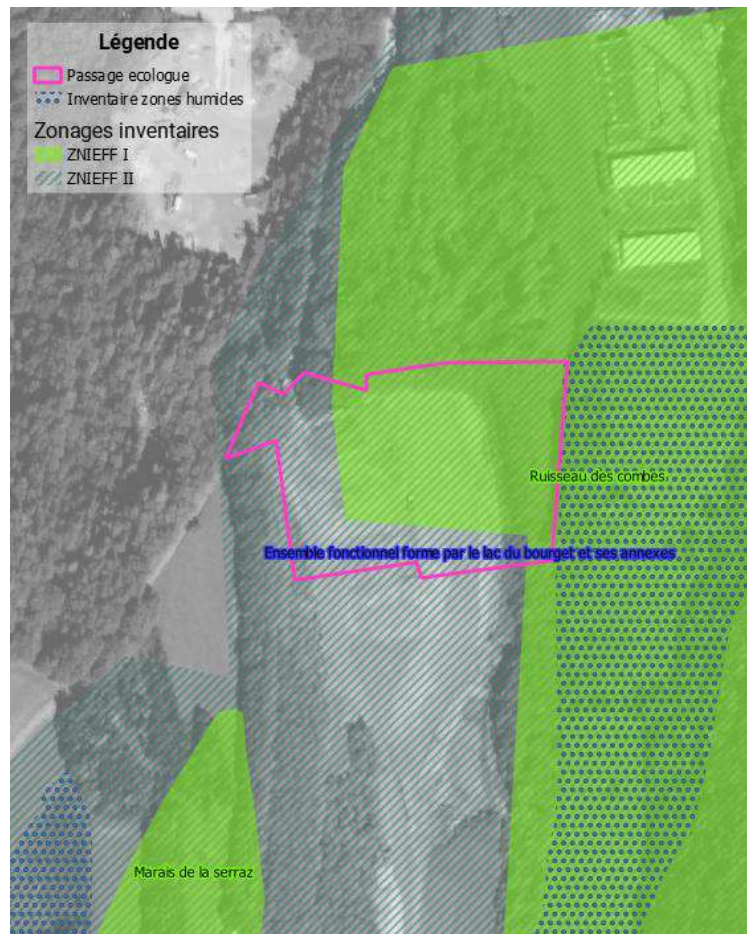 Légende
Passage ecologue
Inventaire zones humides
Zonages inventaires
ZNIEFF I
ZNIEFF II
Ruisseau des combes
Ensemble fonctionnel forme par le lac du bourget et ses annexes
Marais de la serraz